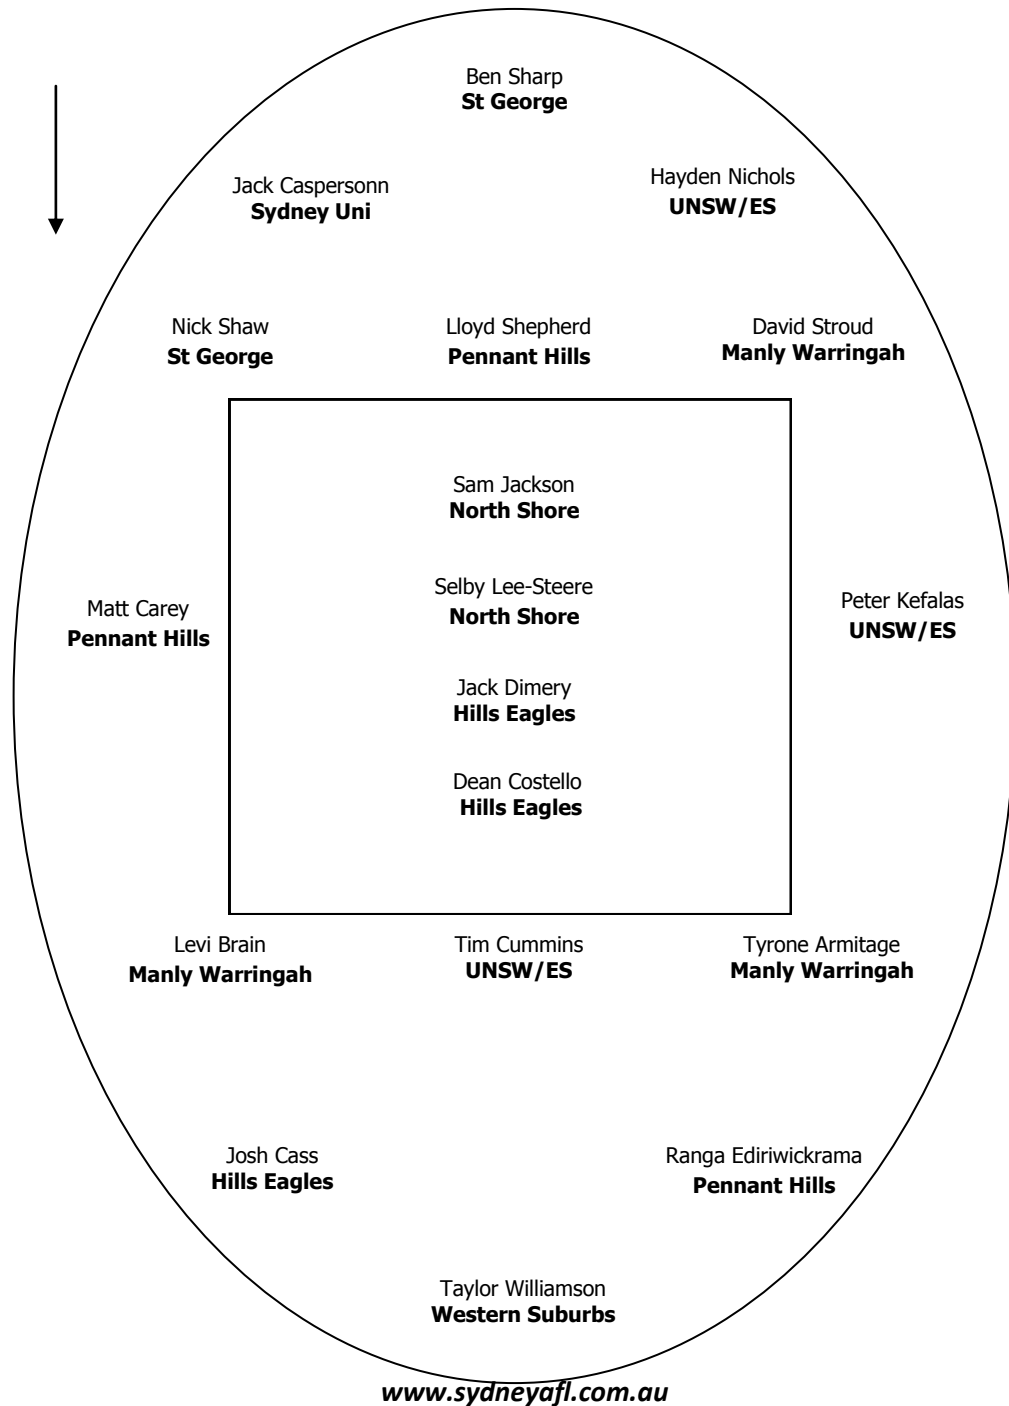 Ben Sharp
St George
Jack Caspersonn
Sydney Uni
Hayden Nichols
UNSW/ES
Nick Shaw
St George
Lloyd Shepherd
Pennant Hills
David Stroud
Manly Warringah
Sam Jackson
North Shore
Selby Lee-Steere
North Shore
Matt Carey
Pennant Hills
Peter Kefalas
UNSW/ES
Jack Dimery
Hills Eagles
Dean Costello
Hills Eagles
Levi Brain
Manly Warringah
Tim Cummins
UNSW/ES
Tyrone Armitage
Manly Warringah
Josh Cass
Hills Eagles
Ranga Ediriwickrama
Pennant Hills
Taylor Williamson
Western Suburbs
www.sydneyafl.com.au